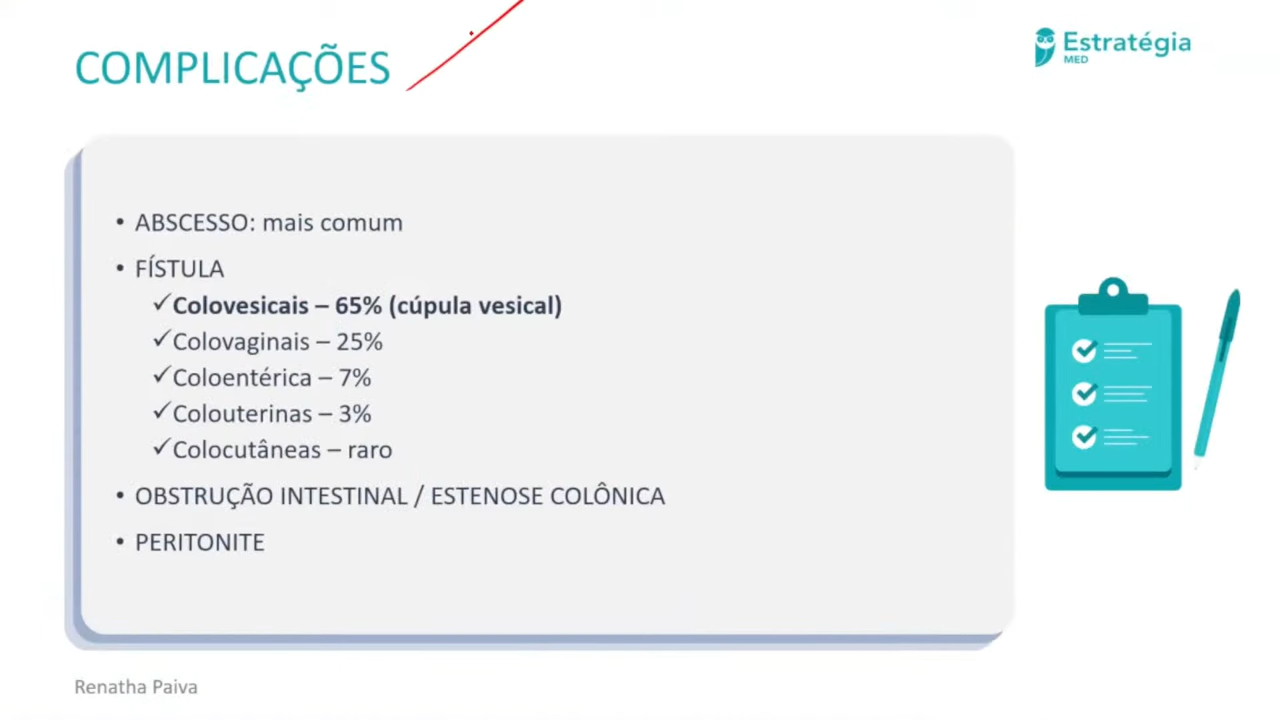 COMPLICAÇÕES
Estratégia
MED
• ABSCESSO: mais comum
• FÍSTULA
✓Colovesicais – 65% (cúpula vesical)
✓Colovaginais – 25%
✓Coloentérica – 7%
✓Colouterinas – 3%
✓Colocutâneas – raro
• OBSTRUÇÃO INTESTINAL / ESTENOSE COLÔNICA
• PERITONITE
Renatha Paiva